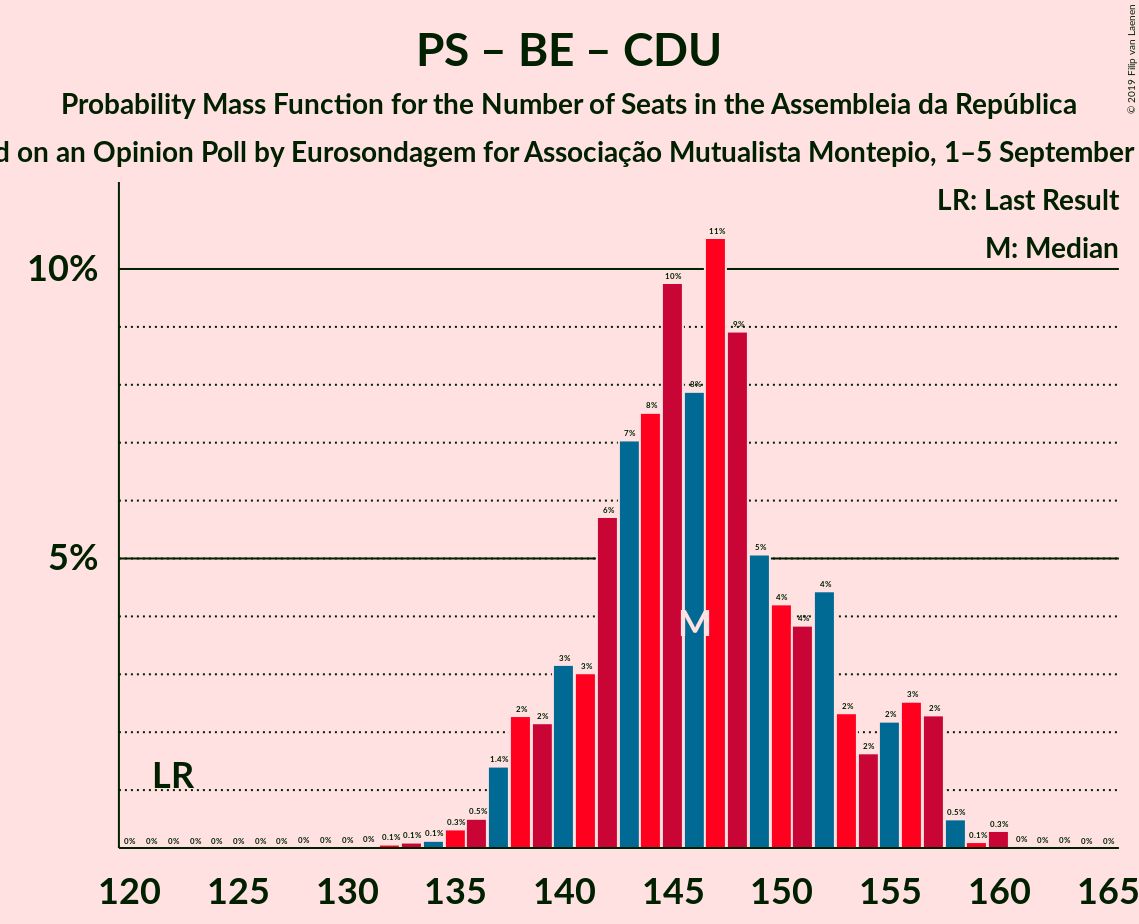 © 2019 Filip van Laenen
PS – BE – CDU
Probability Mass Function for the Number of Seats in the Assembleia da República
on an Opinion Poll by Eurosondagem for Associação Mutualista Montepio, 1–5 September
LR: Last Result
M: Median
10%
5%
11%
10%
9%
8%
8%
7%
6%
M
5%
4%
4%
4%
3%
3%
3%
2%
2%
2%
2%
2%
2%
LR
1.4%
0.5%
0.5%
0.3%
0.3%
0% 0% 0% 0% 0% 0% 0% 0% 0% 0% 0% 0% 0.1% 0.1% 0.1% 0.1% 0% 0% 0% 0% 0%
120 125 130 135 140 145 150 155 160 165